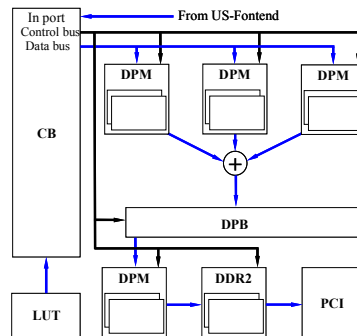 In port
From US-Fontend
Control bus
Data bus
DPM
DPM
DPM
CB
+
DPB
DPM
DDR2
PCI
LUT